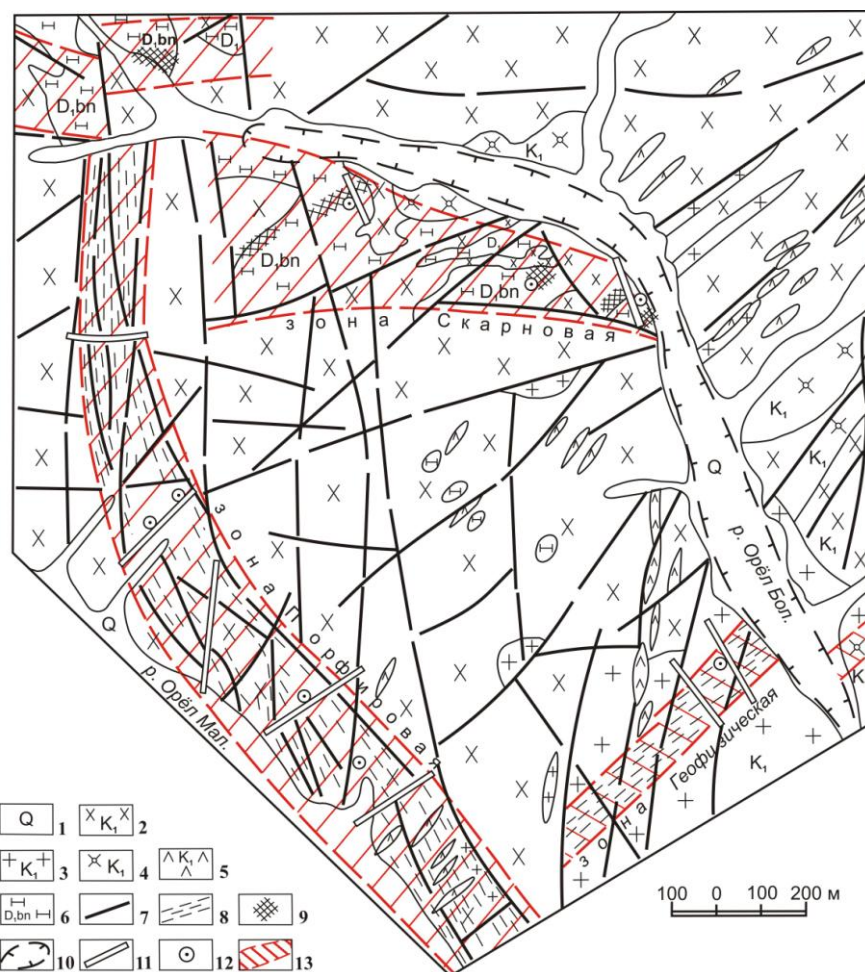 D₁bn
D₁
D₁bn
K₁
D₁bn
D₁
D₁bn
зона Скарновая
K₁
K₁
K₁
K₁
Q
р. Орёл Бол.
зона Порфировая
Q
р. Орёл Мал.
зона Геофизическая
K₁
K
Q 1 K₁ 2
K₁ 3 K₁ 4 K₁ 5
D₁bn 6 7 8 9
10 11 12 13
100 0 100 200 м